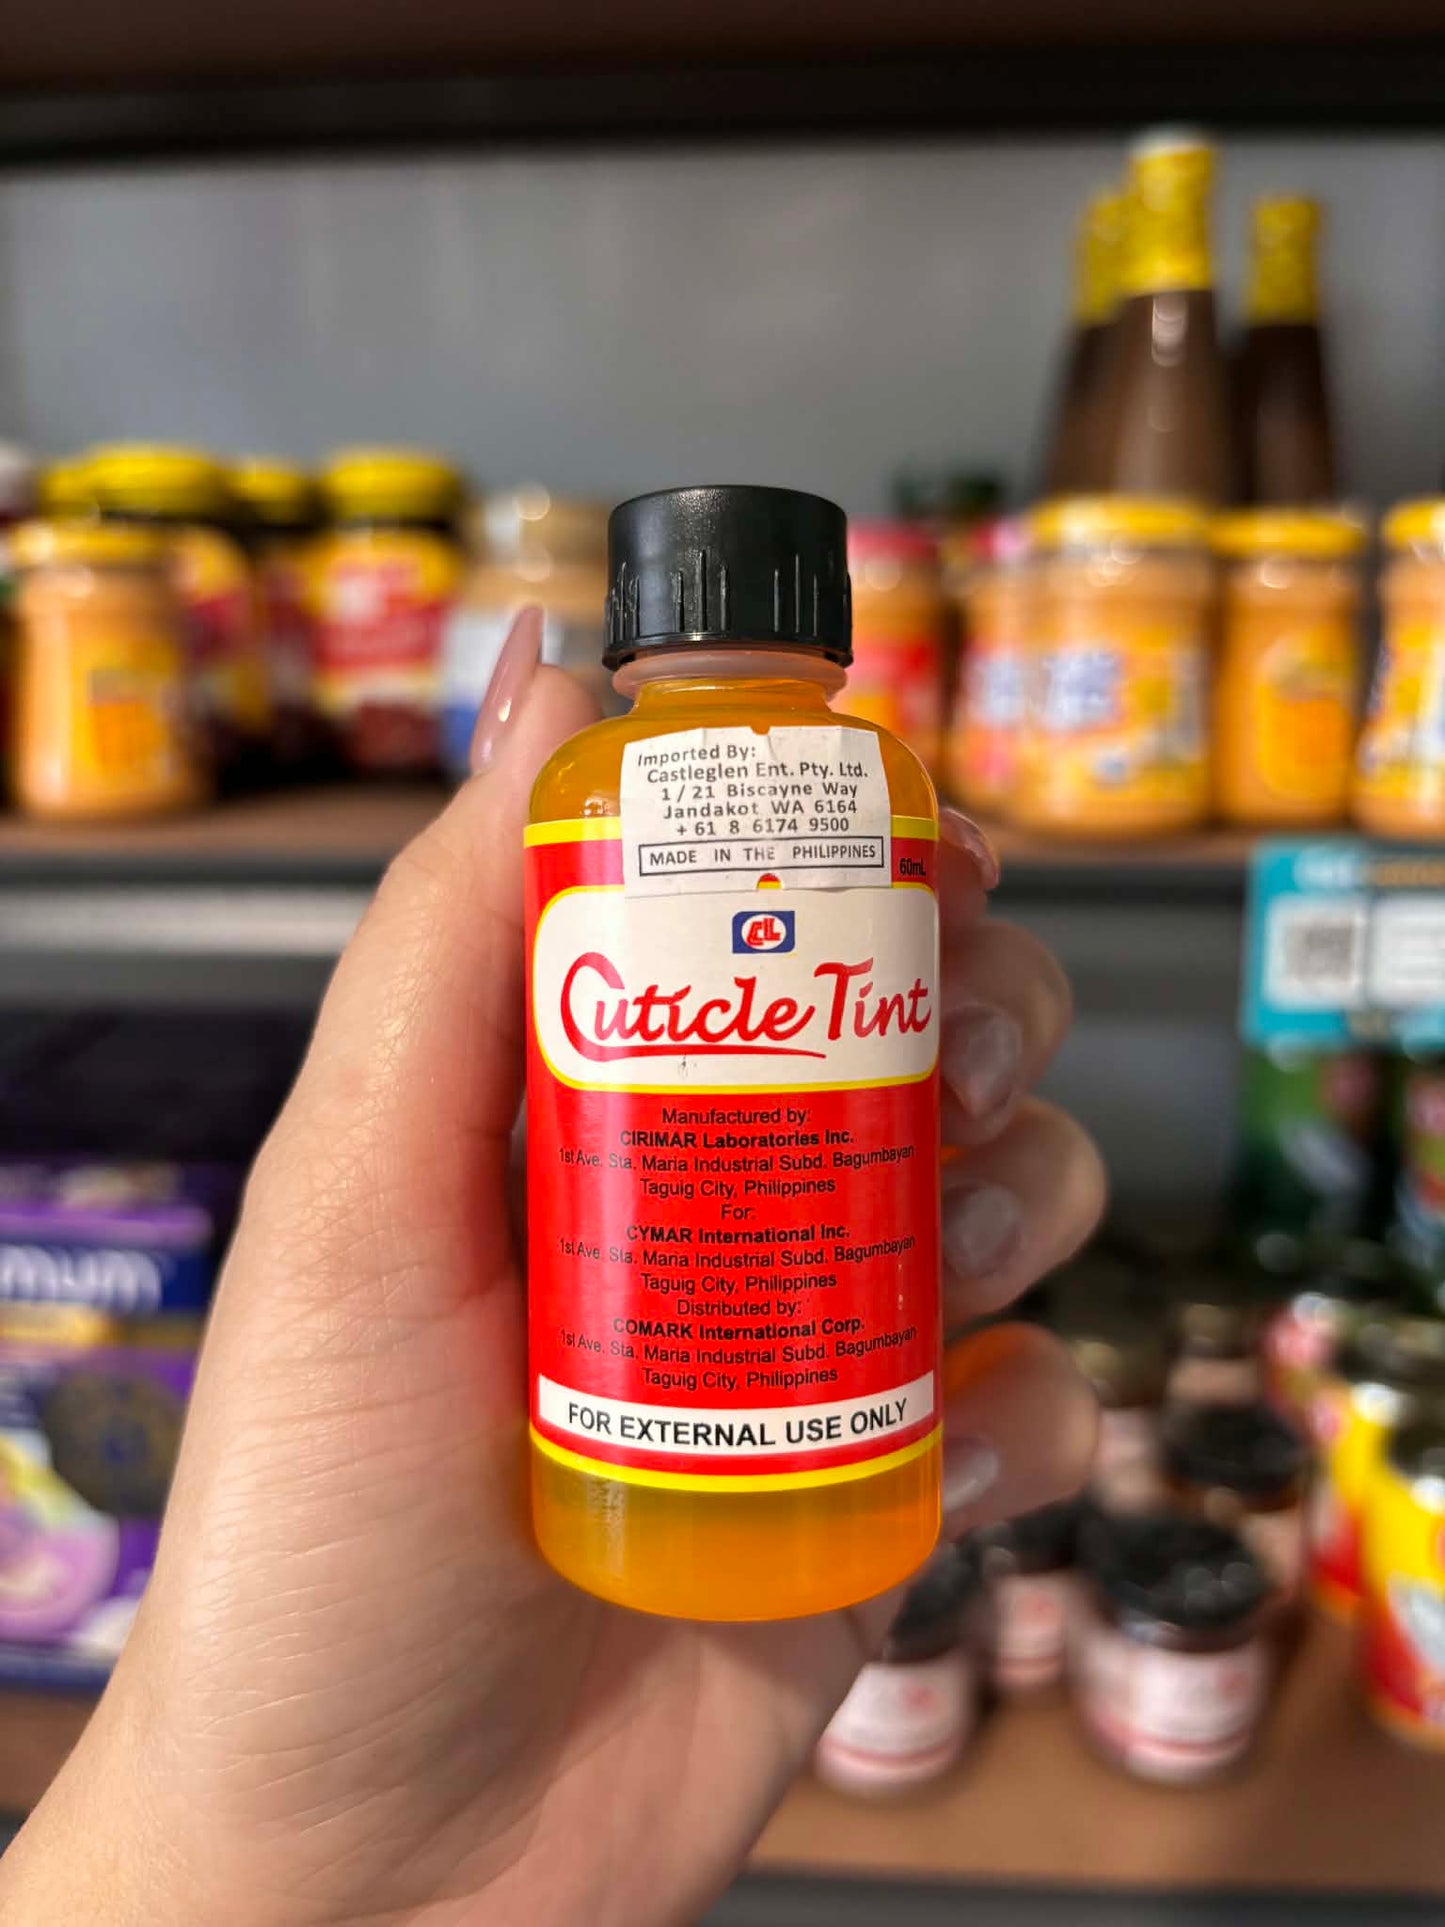 Imported By:
Castleglen Ent. Pty. Ltd.
1/21 Biscayne Way
Jandakot WA 6164
+61 8 6174 9500
MADE IN THE PHILIPPINES
60mL
CL
Cuticle Tint
Manufactured by:
CIRIMAR Laboratories Inc.
1st Ave. Sta. Maria Industrial Subd. Bagumbayan
Taguig City, Philippines
For:
CYMAR International Inc.
1st Ave. Sta. Maria Industrial Subd. Bagumbayan
Taguig City, Philippines
Distributed by:
COMARK International Corp.
1st Ave. Sta. Maria Industrial Subd. Bagumbayan
Taguig City, Philippines
FOR EXTERNAL USE ONLY